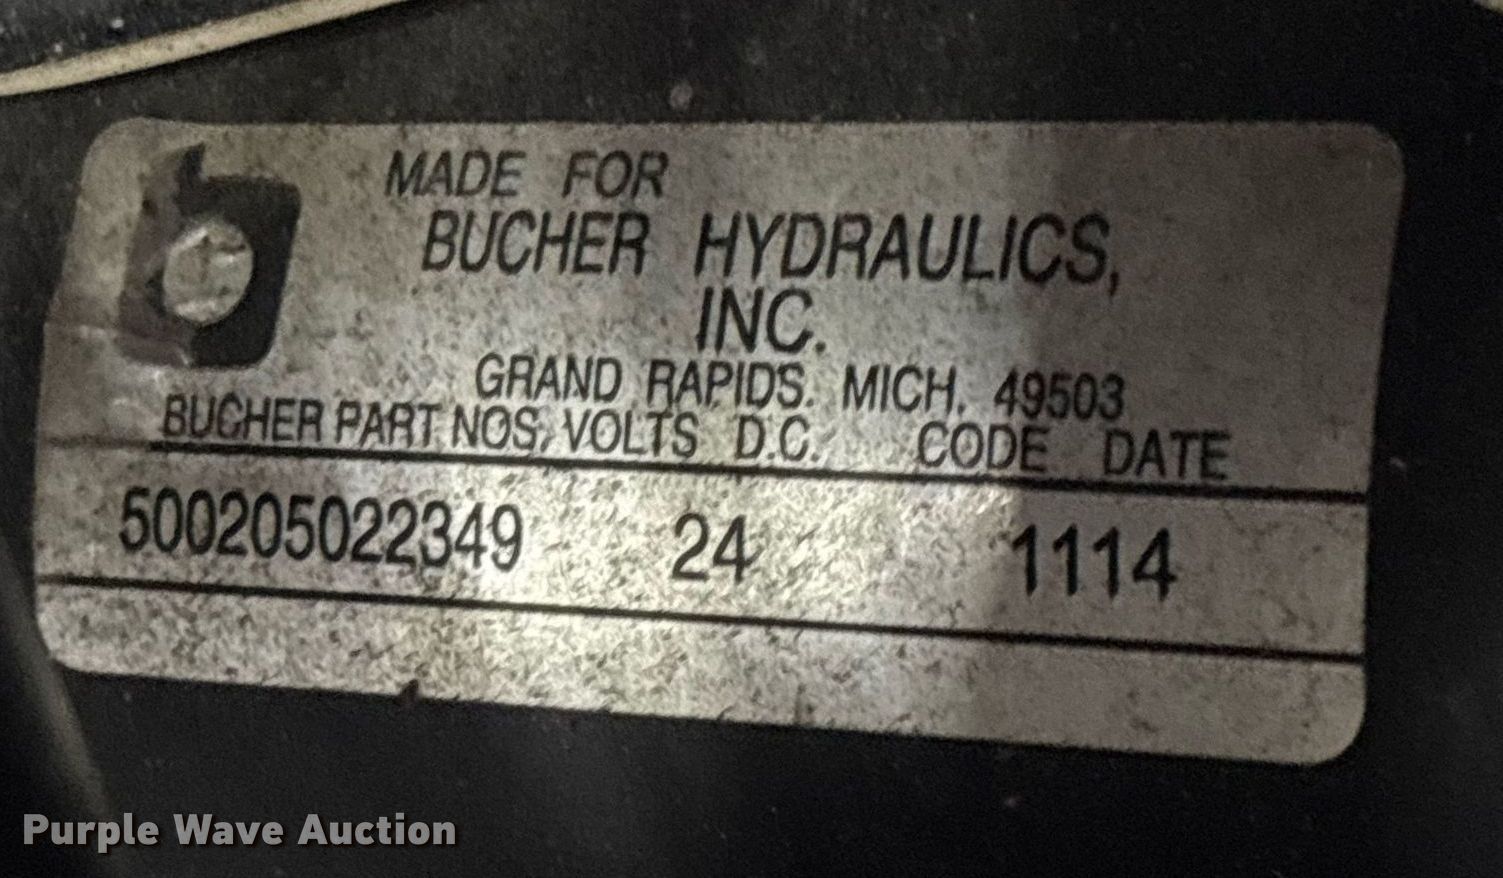 MADE FOR
BUCHER HYDRAULICS,
INC.
GRAND RAPIDS. MICH. 49503
BUCHER PART NOS, VOLTS D.C. CODE DATE
500205022349 24 1114
Purple Wave Auction